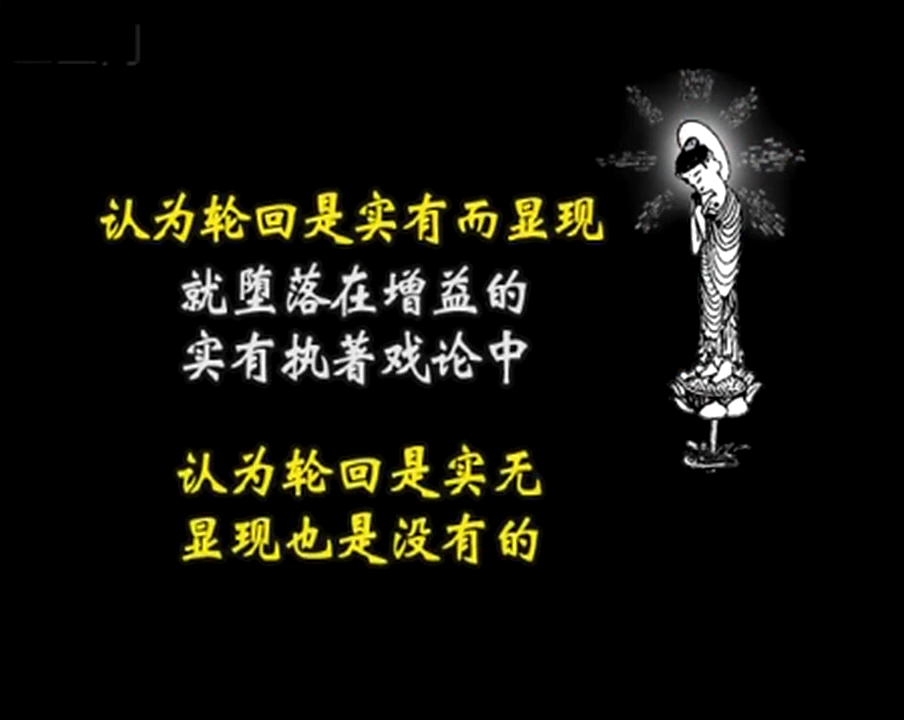 认为轮回是实有而显现
就堕落在增益的
实有执著戏论中
认为轮回是实无
显现也是没有的